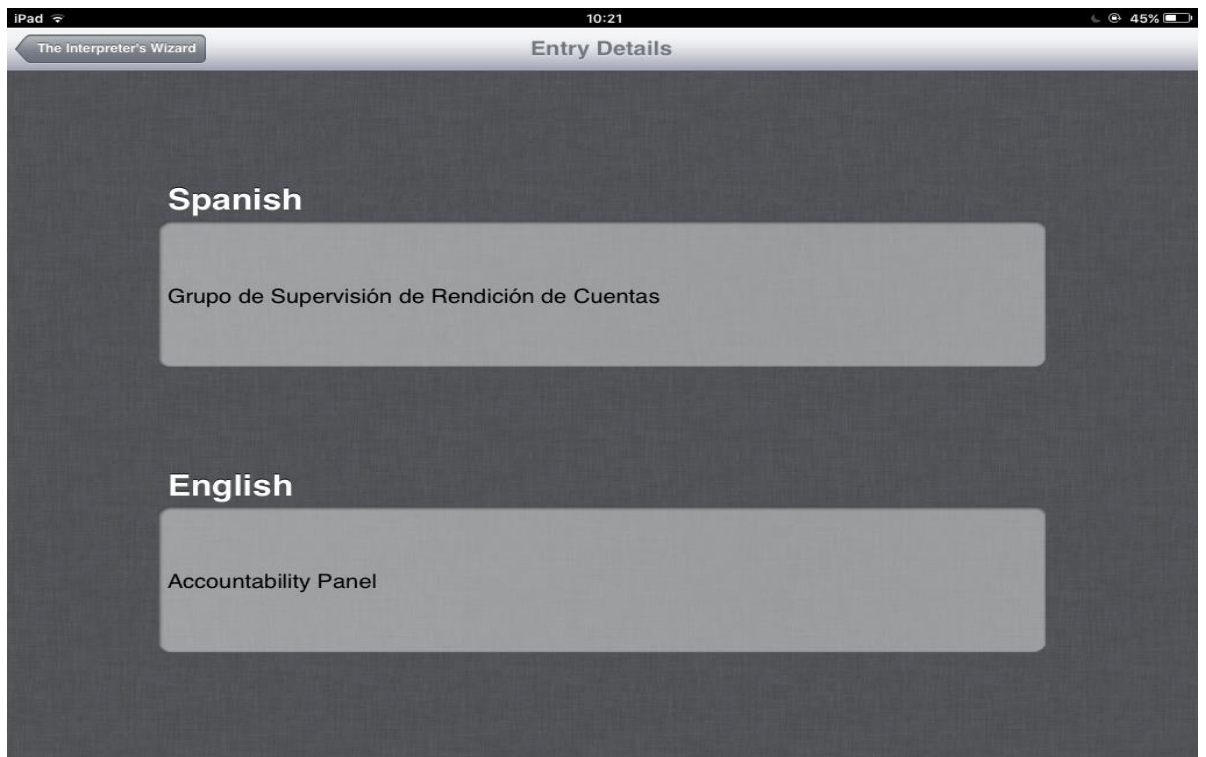 iPad 10:21 45%
The Interpreter's Wizard Entry Details
Spanish
Grupo de Supervisión de Rendición de Cuentas
English
Accountability Panel